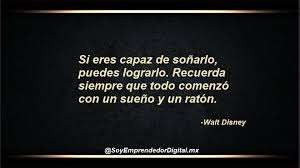 Si eres capaz de soñarlo,
puedes lograrlo. Recuerda
siempre que todo comenzó
con un sueño y un ratón.
-Walt Disney
@SoyEmprendedorDigital.mx